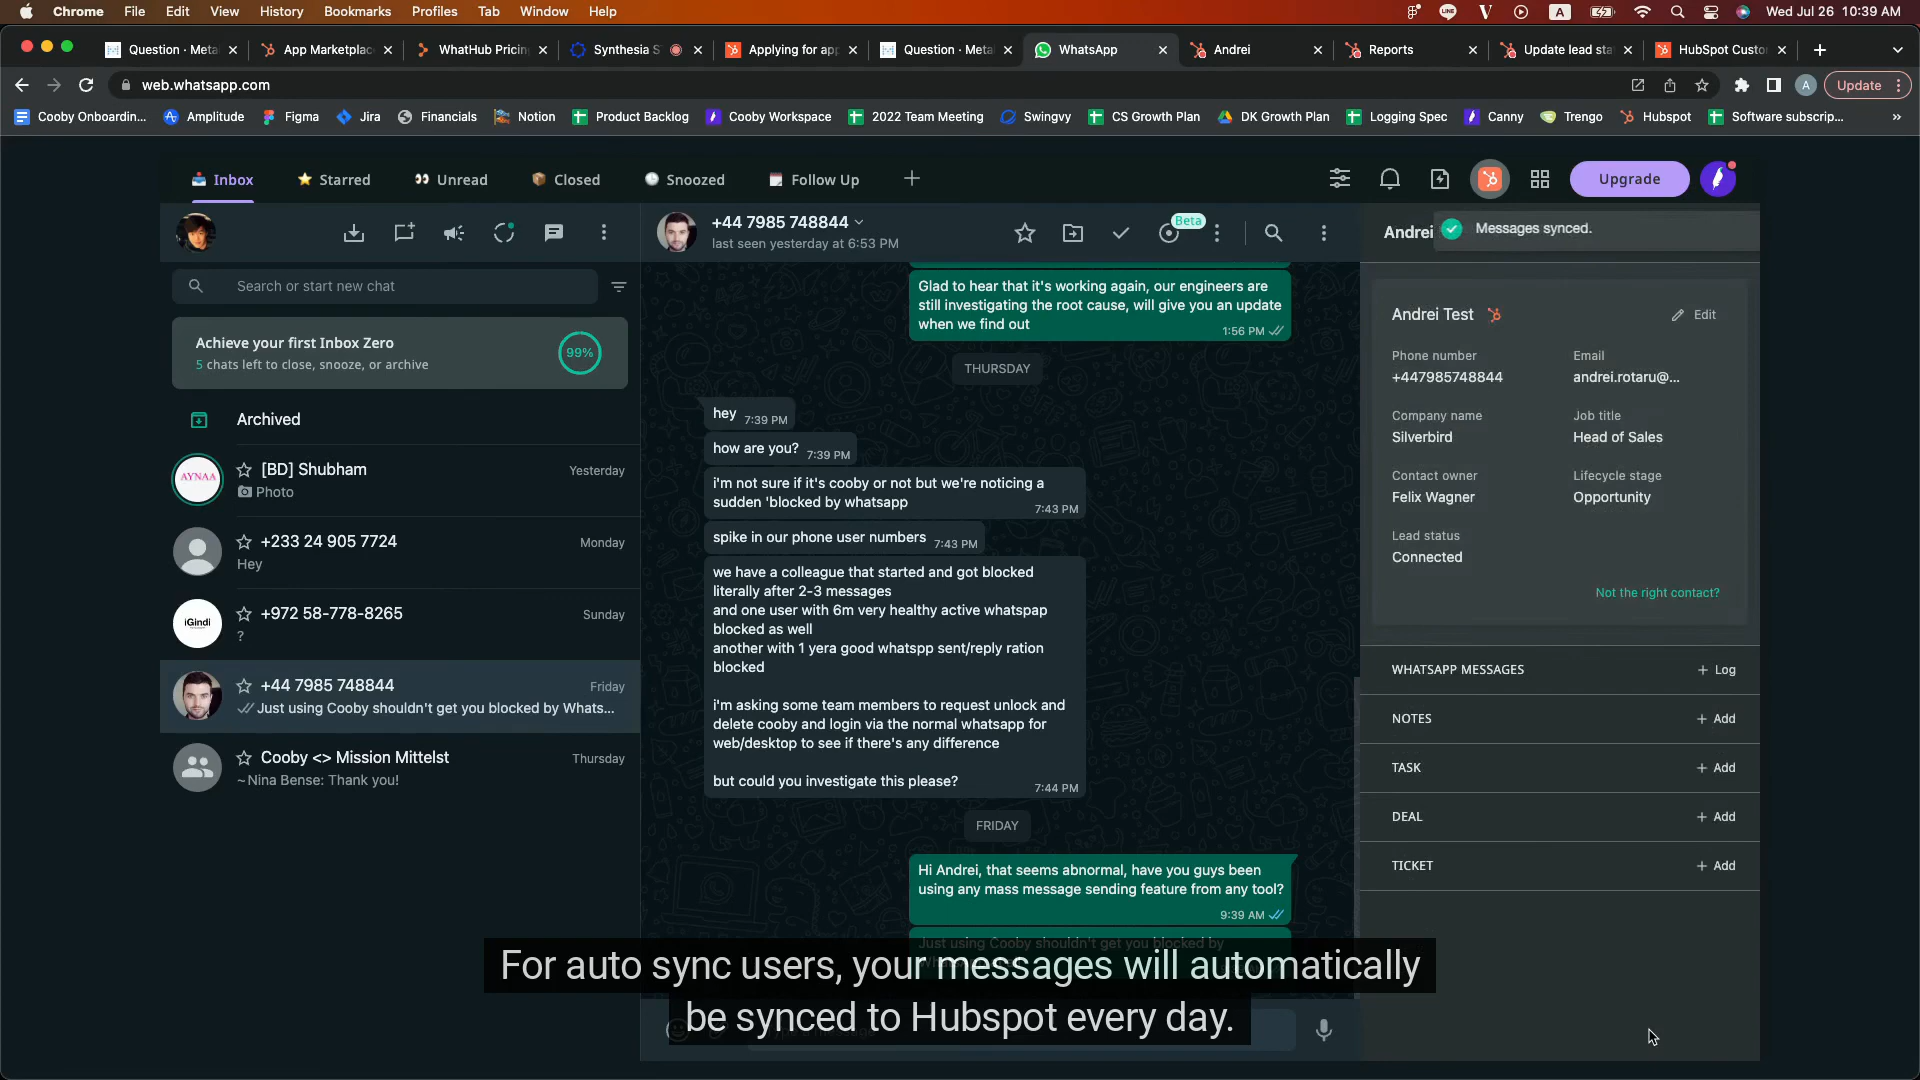 Chrome File Edit View History Bookmarks Profiles Tab Window Help
A
Wed Jul 26 10:39 AM
Question · Meta
App Marketplac
WhatHub Pricin
Synthesia S
Applying for ap
Question · Meta
WhatsApp
Andrei
Reports
Update lead sta
HubSpot Custo
web.whatsapp.com
A
Update
Cooby Onboardin... Amplitude Figma Jira Financials Notion Product Backlog Cooby Workspace 2022 Team Meeting Swingvy CS Growth Plan DK Growth Plan Logging Spec Canny Trengo Hubspot Software subscrip... »
Inbox Starred Unread Closed Snoozed Follow Up
Upgrade
Search or start new chat
Achieve your first Inbox Zero
5 chats left to close, snooze, or archive
99%
Archived
AYNAA
[BD] Shubham
Yesterday
Photo
+233 24 905 7724
Monday
Hey
iGindi
+972 58-778-8265
Sunday
?
+44 7985 748844
Friday
Just using Cooby shouldn't get you blocked by Whats...
Cooby <> Mission Mittelst
Thursday
~Nina Bense: Thank you!
+44 7985 748844
last seen yesterday at 6:53 PM
Beta
Glad to hear that it's working again, our engineers are
still investigating the root cause, will give you an update
when we find out
1:56 PM
THURSDAY
hey 7:39 PM
how are you? 7:39 PM
i'm not sure if it's cooby or not but we're noticing a
sudden 'blocked by whatsapp
7:43 PM
spike in our phone user numbers 7:43 PM
we have a colleague that started and got blocked
literally after 2-3 messages
and one user with 6m very healthy active whatspap
blocked as well
another with 1 yera good whatspp sent/reply ration
blocked
i'm asking some team members to request unlock and
delete cooby and login via the normal whatsapp for
web/desktop to see if there's any difference
but could you investigate this please?
7:44 PM
FRIDAY
Hi Andrei, that seems abnormal, have you guys been
using any mass message sending feature from any tool?
9:39 AM
Just using Cooby shouldn't get you blocked by
For auto sync users, your messages will automatically
be synced to Hubspot every day.
Andrei
Messages synced.
Andrei Test
Edit
Phone number
+447985748844
Email
andrei.rotaru@...
Company name
Silverbird
Job title
Head of Sales
Contact owner
Felix Wagner
Lifecycle stage
Opportunity
Lead status
Connected
Not the right contact?
WHATSAPP MESSAGES + Log
NOTES + Add
TASK + Add
DEAL + Add
TICKET + Add